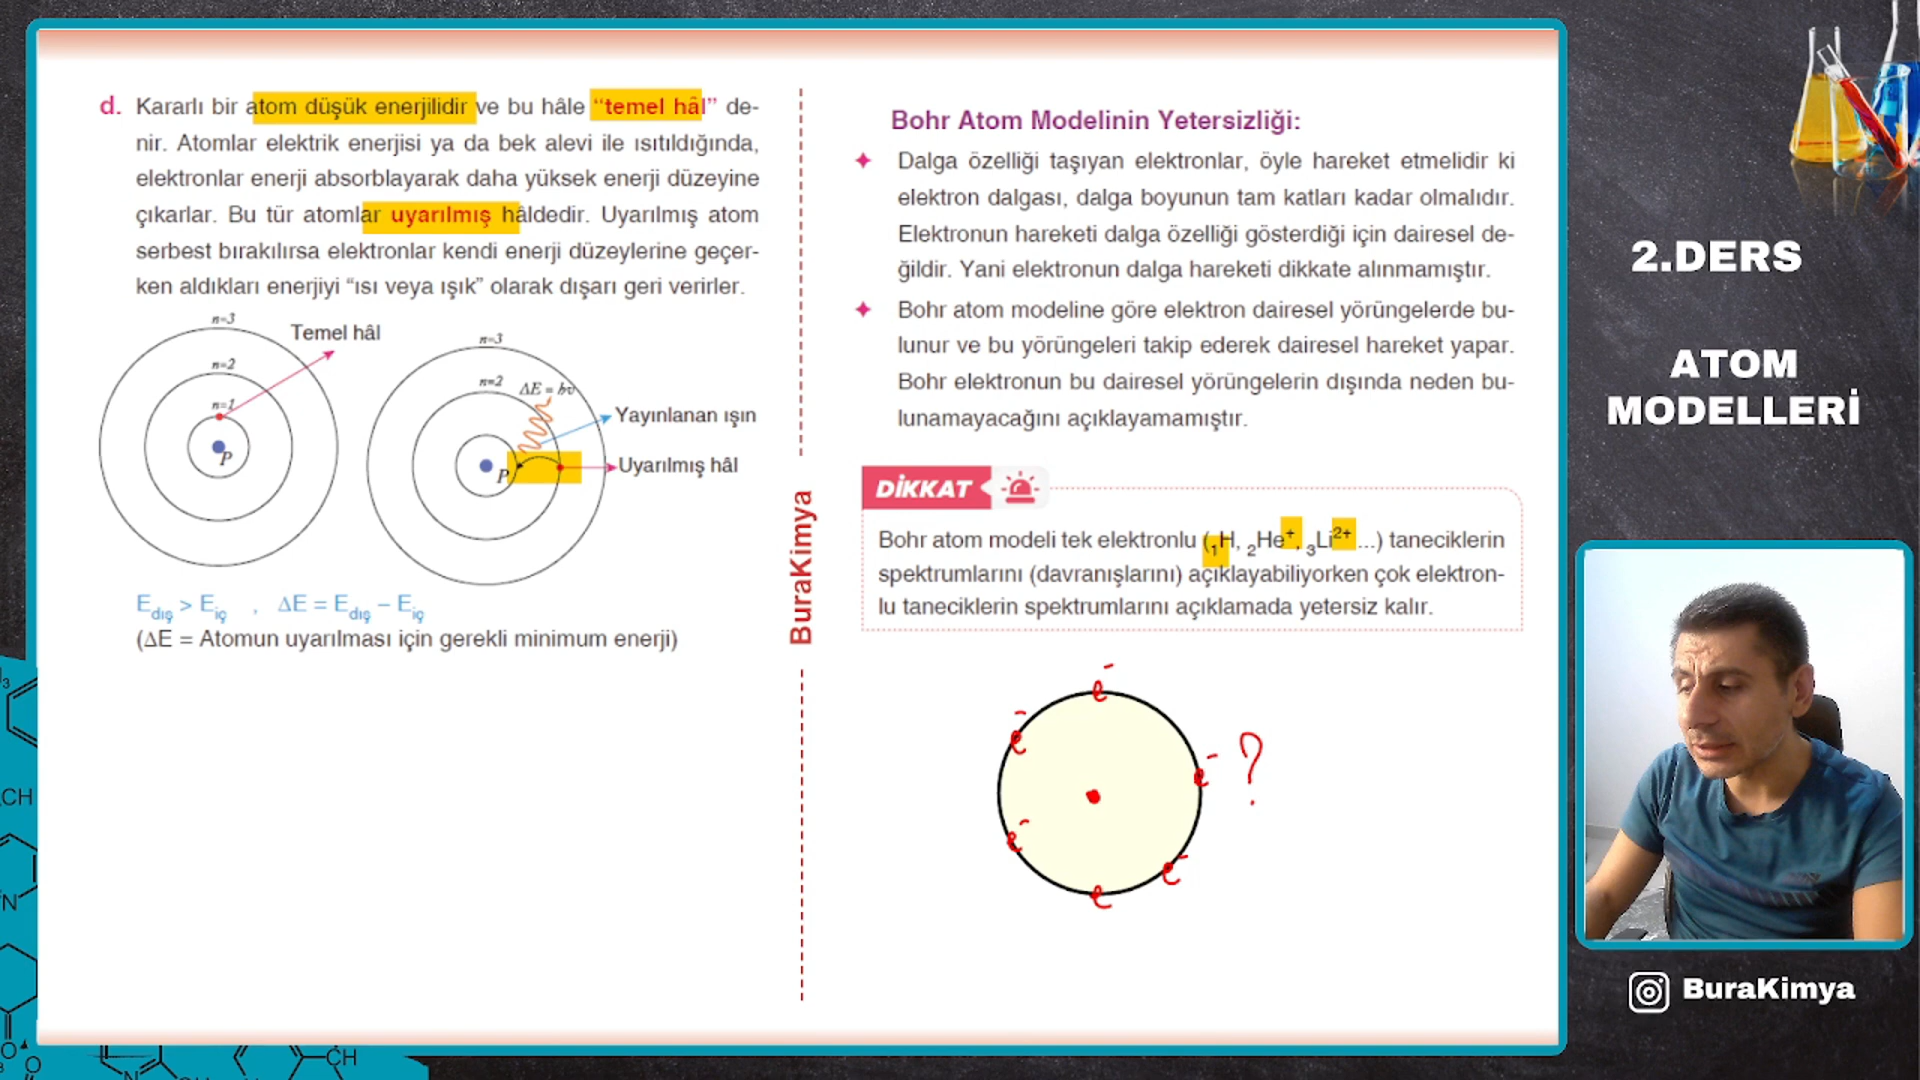 d. Kararlı bir atom düşük enerjilidir ve bu hâle “temel hâl” de-
nir. Atomlar elektrik enerjisi ya da bek alevi ile ısıtıldığında,
elektronlar enerji absorblayarak daha yüksek enerji düzeyine
çıkarlar. Bu tür atomlar uyarılmış hâldedir. Uyarılmış atom
serbest bırakılırsa elektronlar kendi enerji düzeylerine geçer-
ken aldıkları enerjiyi “ısı veya ışık” olarak dışarı geri verirler.
n=3
Temel hâl
n=2
n=1
P
n=3
n=2
ΔE = hν
Yayınlanan ışın
Uyarılmış hâl
P
E_dış > E_iç , ΔE = E_dış – E_iç
(ΔE = Atomun uyarılması için gerekli minimum enerji)
BuraKimya
Bohr Atom Modelinin Yetersizliği:
✦ Dalga özelliği taşıyan elektronlar, öyle hareket etmelidir ki
elektron dalgası, dalga boyunun tam katları kadar olmalıdır.
Elektronun hareketi dalga özelliği gösterdiği için dairesel de-
ğildir. Yani elektronun dalga hareketi dikkate alınmamıştır.
✦ Bohr atom modeline göre elektron dairesel yörüngelerde bu-
lunur ve bu yörüngeleri takip ederek dairesel hareket yapar.
Bohr elektronun bu dairesel yörüngelerin dışında neden bu-
lunamayacağını açıklayamamıştır.
DİKKAT
Bohr atom modeli tek elektronlu (₁H, ₂He⁺, ₃Li²⁺ ...) taneciklerin
spektrumlarını (davranışlarını) açıklayabiliyorken çok elektron-
lu taneciklerin spektrumlarını açıklamada yetersiz kalır.
e⁻
e⁻
e⁻ ?
e⁻
e⁻
e
2.DERS
ATOM
MODELLERİ
BuraKimya
CH
N
3
O
O
N
CH